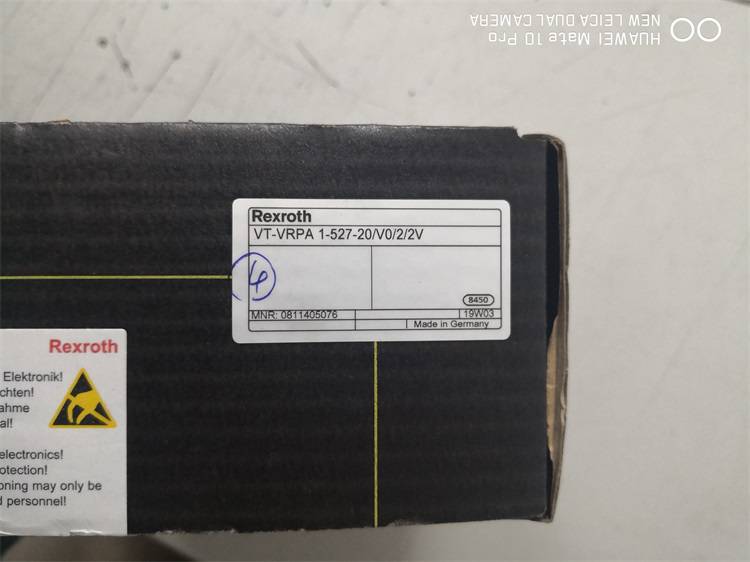 HUAWEI Mate 10 Pro
NEW LEICA DUAL CAMERA
Rexroth
VT-VRPA 1-527-20/V0/2/2V
4
8450
MNR: 0811405076
19W03
Made in Germany
Rexroth
Elektronik!
chten!
ahme
al!
electronics!
otection!
oning may only be
d personnel!